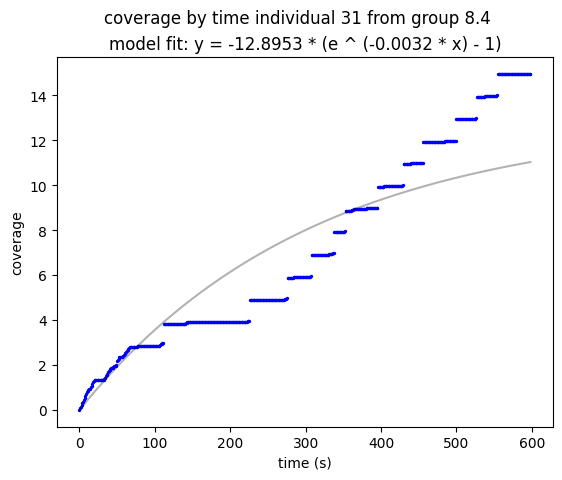 coverage by time individual 31 from group 8.4
model fit: y = -12.8953 * (e ^ (-0.0032 * x) - 1)
14
12
10
8
6
4
2
0
coverage
0 100 200 300 400 500 600
time (s)